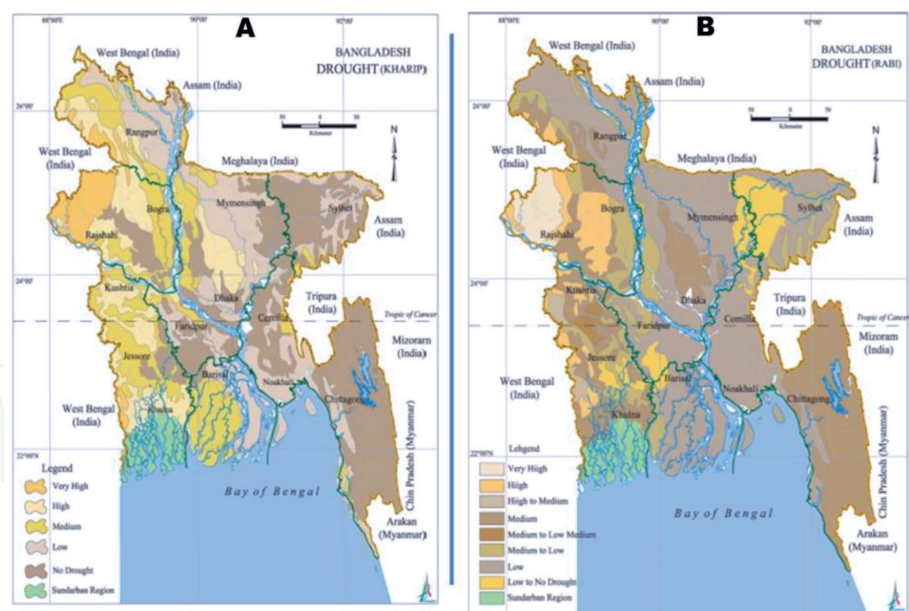 A
88°00'E
90°00'
92°00'
West Bengal (India)
BANGLADESH
DROUGHT (KHARIP)
Assam (India)
26°00'
Kilometer
N
Rangpur
West Bengal
(India)
Meghalaya (India)
Bogra
Mymensingh
Sylhet
Assam
(India)
Rajshahi
24°00'
Kushtia
Dhaka
Tripura
(India)
Comilla
Tropic of Cancer
Faridpur
Mizorarn
(India)
Jessore
Barisal
Noakhali
Chittagong
West Bengal
(India)
Khulna
22°00'N
Chin Pradesh (Myanmar)
Legend
Very High
High
Medium
Low
No Drought
Sundarban Region
Bay of Bengal
Arakan
(Myanmar)
B
88°00'E
90°00'
92°00'
West Bengal (India)
BANGLADESH
DROUGHT (RABI)
Assam (India)
26°00'
Kilometer
N
Rangpur
West Bengal
(India)
Meghalaya (India)
Bogra
Mymensingh
Sylhet
Assam
(India)
Rajshahi
24°00'
Kushtia
Dhaka
Tripura
(India)
Comilla
Tropic of Cancer
Faridpur
Mizoram
(India)
Jessore
Barisal
Noakhali
Chittagong
West Bengal
(India)
Khulna
22°00'N
Chin Pradesh (Myanmar)
Lehgend
Very Hiigh
Hiigh
Hiigh to Medium
Medium
Medium to Low Medium
Medium to Low
Low
Low to No Drought
Sundarban Region
Bay of Bengal
Arakan
(Myanmar)